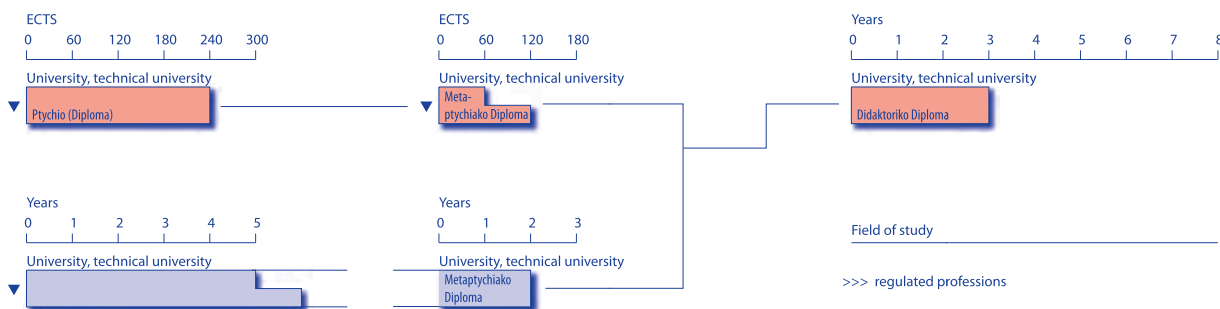 ECTS
0 60 120 180 240 300
University, technical university
Ptychio (Diploma)
ECTS
0 60 120 180
University, technical university
Meta-
ptychiako Diploma
Years
0 1 2 3 4 5 6 7 8
University, technical university
Didaktoriko Diploma
Years
0 1 2 3 4 5
University, technical university
Years
0 1 2 3
University, technical university
Metaptychiako
Diploma
Field of study
>>> regulated professions